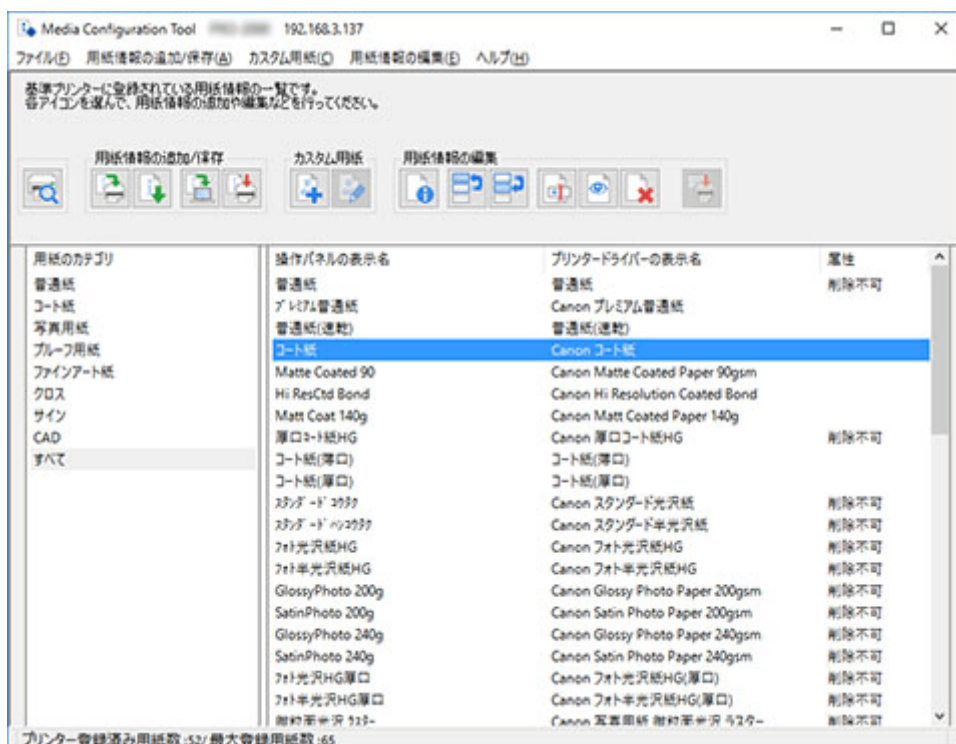 Media Configuration Tool 192.168.3.137
ファイル(F) 用紙情報の追加/保存(A) カスタム用紙(C) 用紙情報の編集(E) ヘルプ(H)
基準プリンターに登録されている用紙情報の一覧です。
各アイコンを選んで、用紙情報の追加や編集などを行ってください。
用紙情報の追加/保存 カスタム用紙 用紙情報の編集
用紙のカテゴリ
普通紙
コート紙
写真用紙
プルーフ用紙
ファインアート紙
クロス
サイン
CAD
すべて
操作パネルの表示名 プリンタードライバーの表示名 属性
普通紙 普通紙 削除不可
プレミアム普通紙 Canon プレミアム普通紙
普通紙(速乾) 普通紙(速乾)
コート紙 Canon コート紙
Matte Coated 90 Canon Matte Coated Paper 90gsm
Hi ResCtd Bond Canon Hi Resolution Coated Bond
Matt Coat 140g Canon Matt Coated Paper 140g
厚口コート紙HG Canon 厚口コート紙HG 削除不可
コート紙(薄口) コート紙(薄口)
コート紙(厚口) コート紙(厚口)
スタンダード コウタク Canon スタンダード光沢紙 削除不可
スタンダード ハンコウタク Canon スタンダード半光沢紙 削除不可
フォト光沢紙HG Canon フォト光沢紙HG 削除不可
フォト半光沢紙HG Canon フォト半光沢紙HG 削除不可
GlossyPhoto 200g Canon Glossy Photo Paper 200gsm 削除不可
SatinPhoto 200g Canon Satin Photo Paper 200gsm 削除不可
GlossyPhoto 240g Canon Glossy Photo Paper 240gsm 削除不可
SatinPhoto 240g Canon Satin Photo Paper 240gsm 削除不可
フォト光沢HG厚口 Canon フォト光沢紙HG(厚口) 削除不可
フォト半光沢HG厚口 Canon フォト半光沢紙HG(厚口) 削除不可
微粒面光沢 ラスター Canon 写真用紙 微粒面光沢 ラスター 削除不可
プリンター登録済み用紙数 :52/ 最大登録用紙数 :65